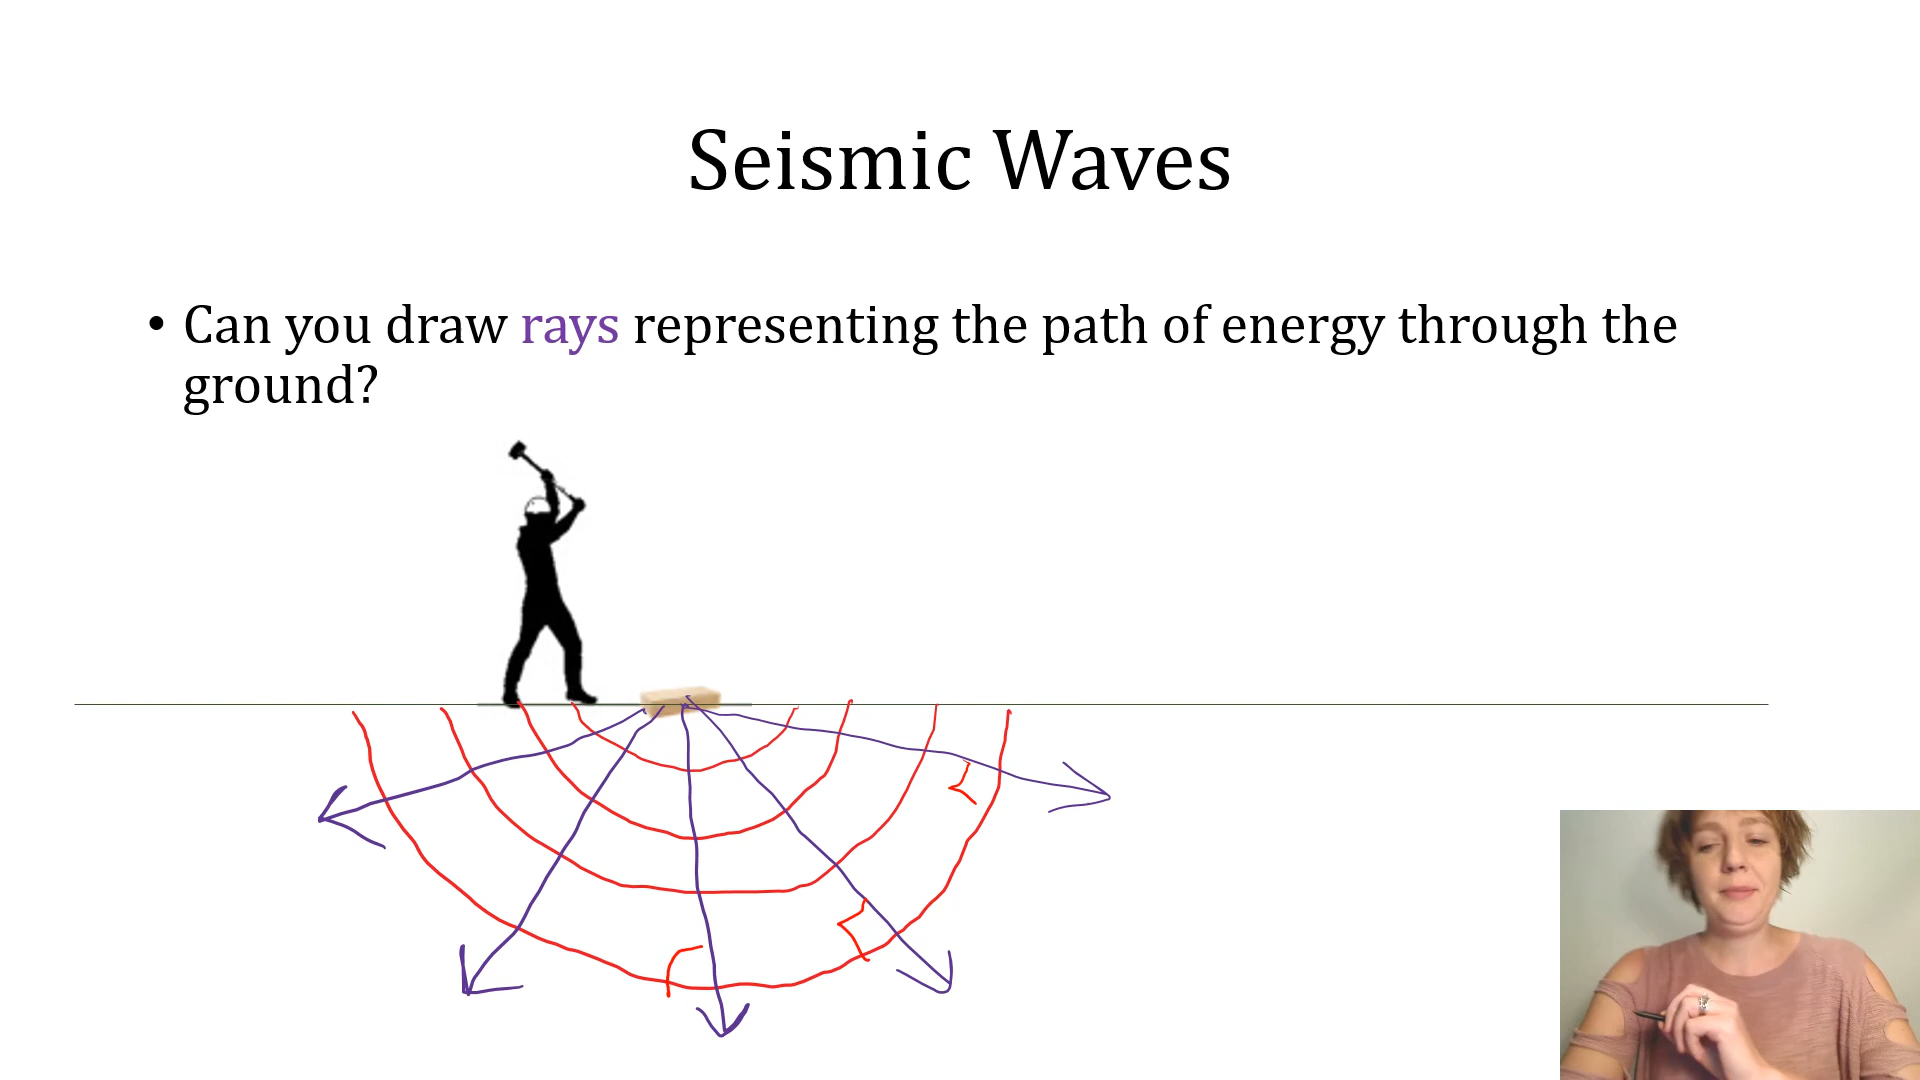 Seismic Waves
• Can you draw rays representing the path of energy through the
ground?